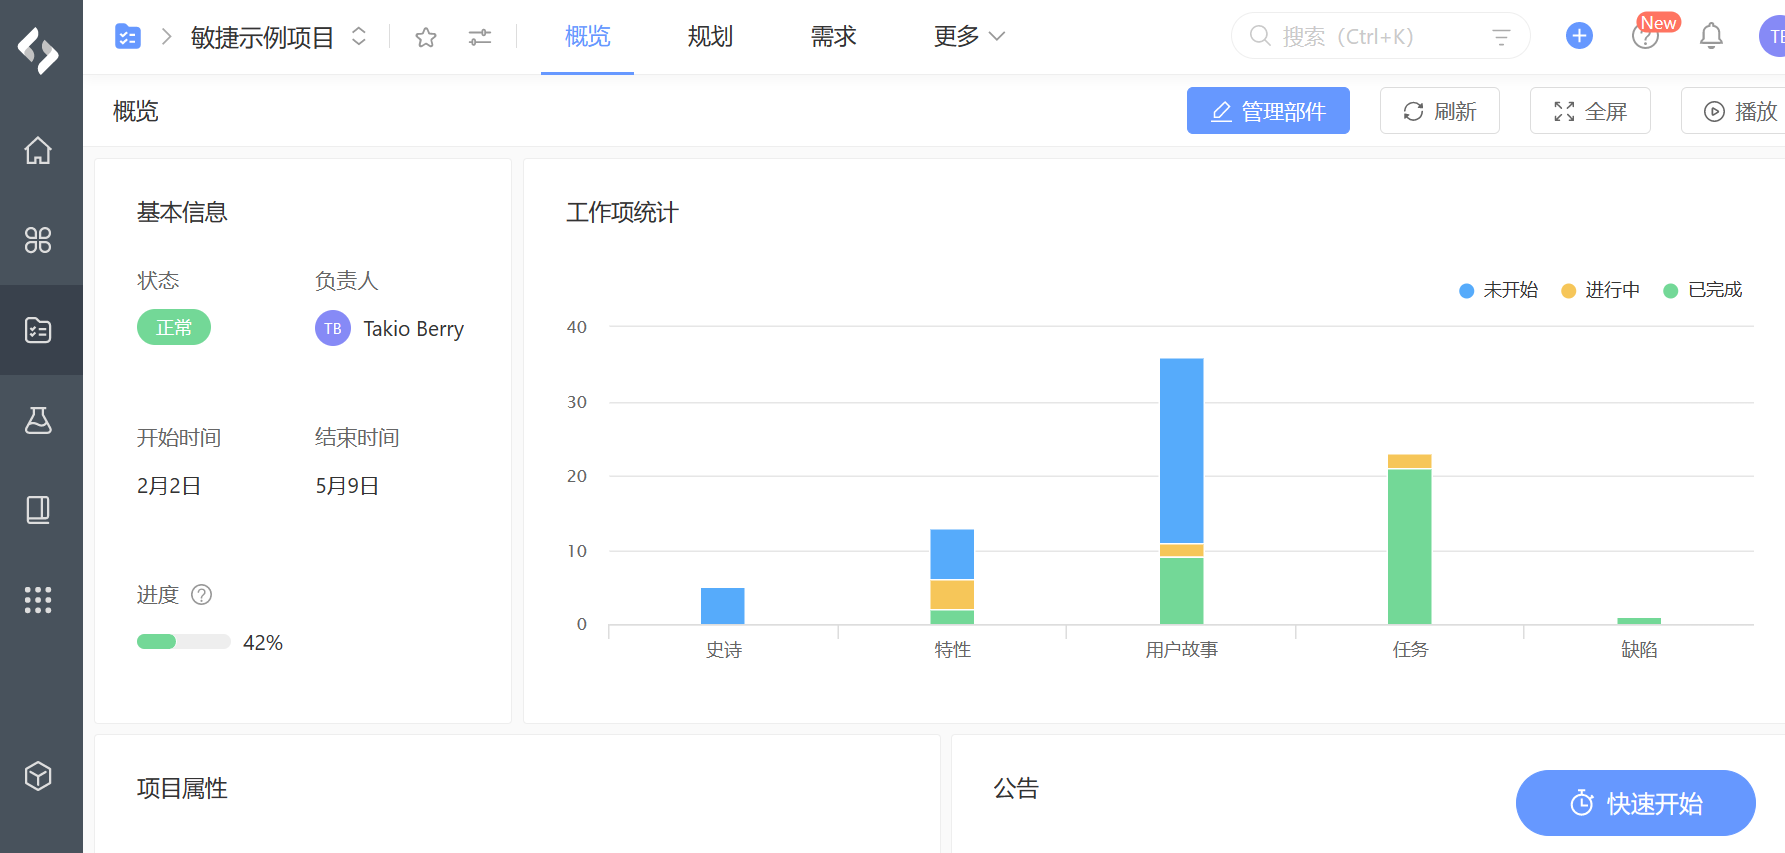 敏捷示例项目
概览 规划 需求 更多
搜索（Ctrl+K）
New
概览
管理部件 刷新 全屏 播放
基本信息
状态 负责人
正常 TB Takio Berry
开始时间 结束时间
2月2日 5月9日
进度
42%
工作项统计
未开始 进行中 已完成
40
30
20
10
0
史诗 特性 用户故事 任务 缺陷
项目属性
公告
快速开始